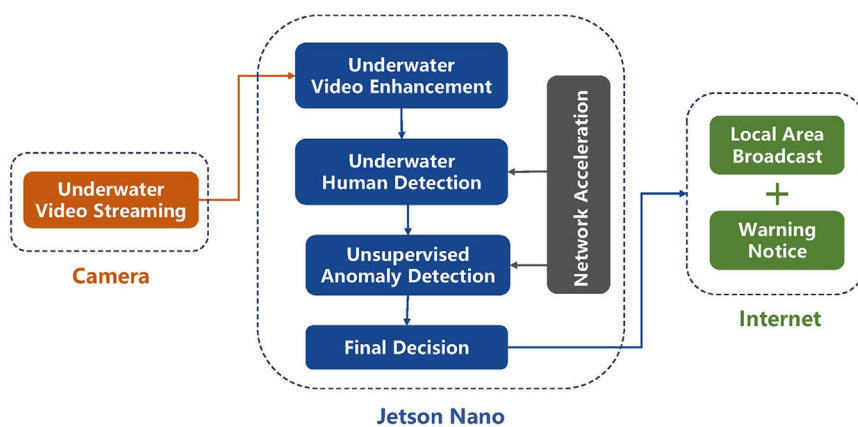 Underwater
Video Streaming
Camera
Underwater
Video Enhancement
Underwater
Human Detection
Unsupervised
Anomaly Detection
Final Decision
Network Acceleration
Jetson Nano
Local Area
Broadcast
+
Warning
Notice
Internet